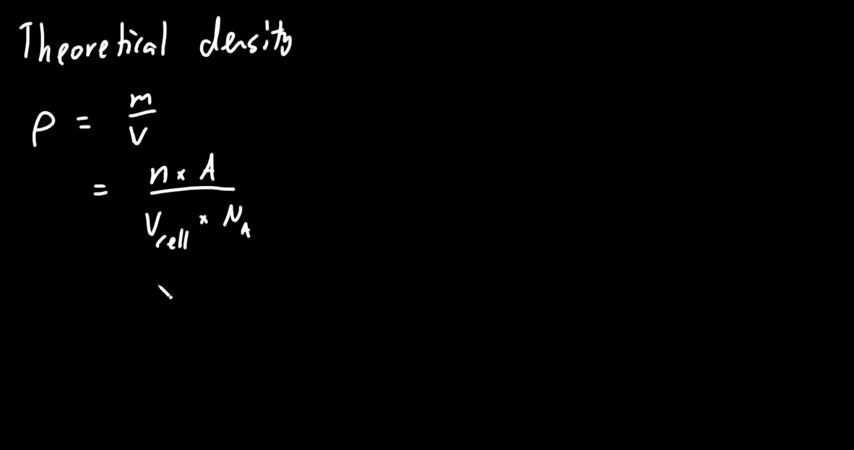 Theoretical density
ρ = m/V
= n × A / V_cell × N_A